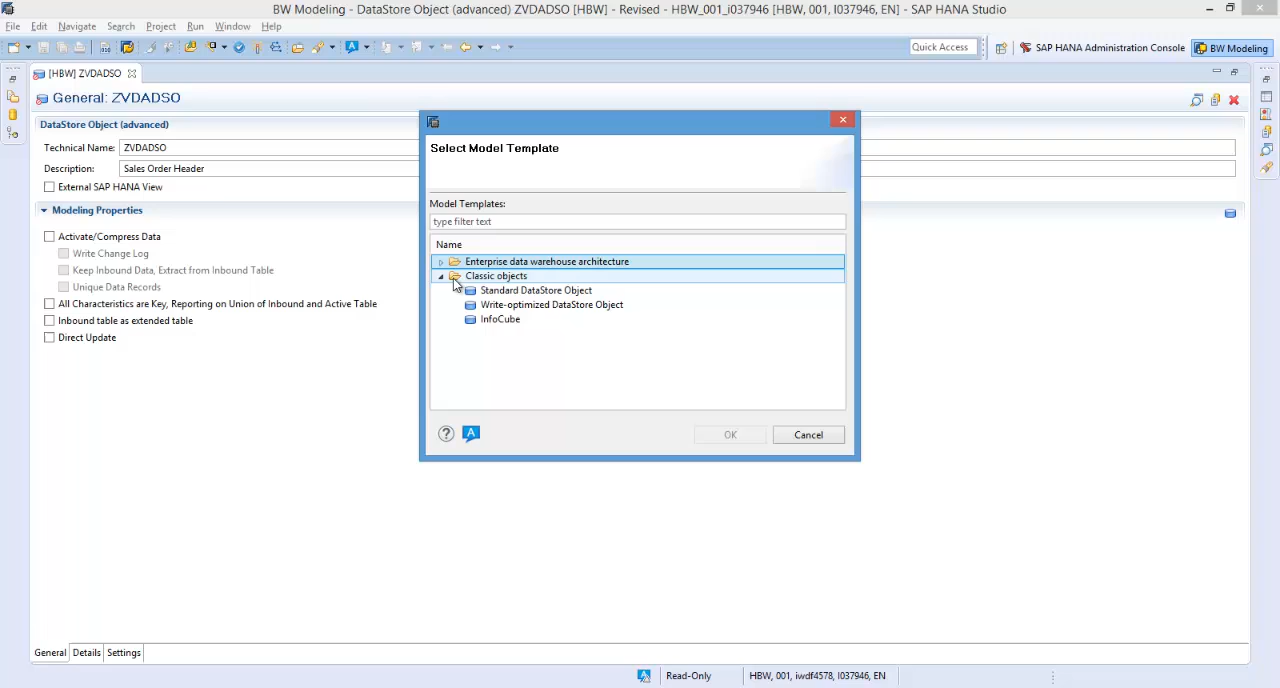 BW Modeling - DataStore Object (advanced) ZVDADSO [HBW] - Revised - HBW_001_i037946 [HBW, 001, I037946, EN] - SAP HANA Studio
File Edit Navigate Search Project Run Window Help
Quick Access
SAP HANA Administration Console
BW Modeling
[HBW] ZVDADSO
General: ZVDADSO
DataStore Object (advanced)
Technical Name: ZVDADSO
Description: Sales Order Header
External SAP HANA View
Modeling Properties
Activate/Compress Data
Write Change Log
Keep Inbound Data, Extract from Inbound Table
Unique Data Records
All Characteristics are Key, Reporting on Union of Inbound and Active Table
Inbound table as extended table
Direct Update
Select Model Template
Model Templates:
type filter text
Name
Enterprise data warehouse architecture
Classic objects
Standard DataStore Object
Write-optimized DataStore Object
InfoCube
OK
Cancel
General Details Settings
Read-Only
HBW, 001, iwdf4578, I037946, EN